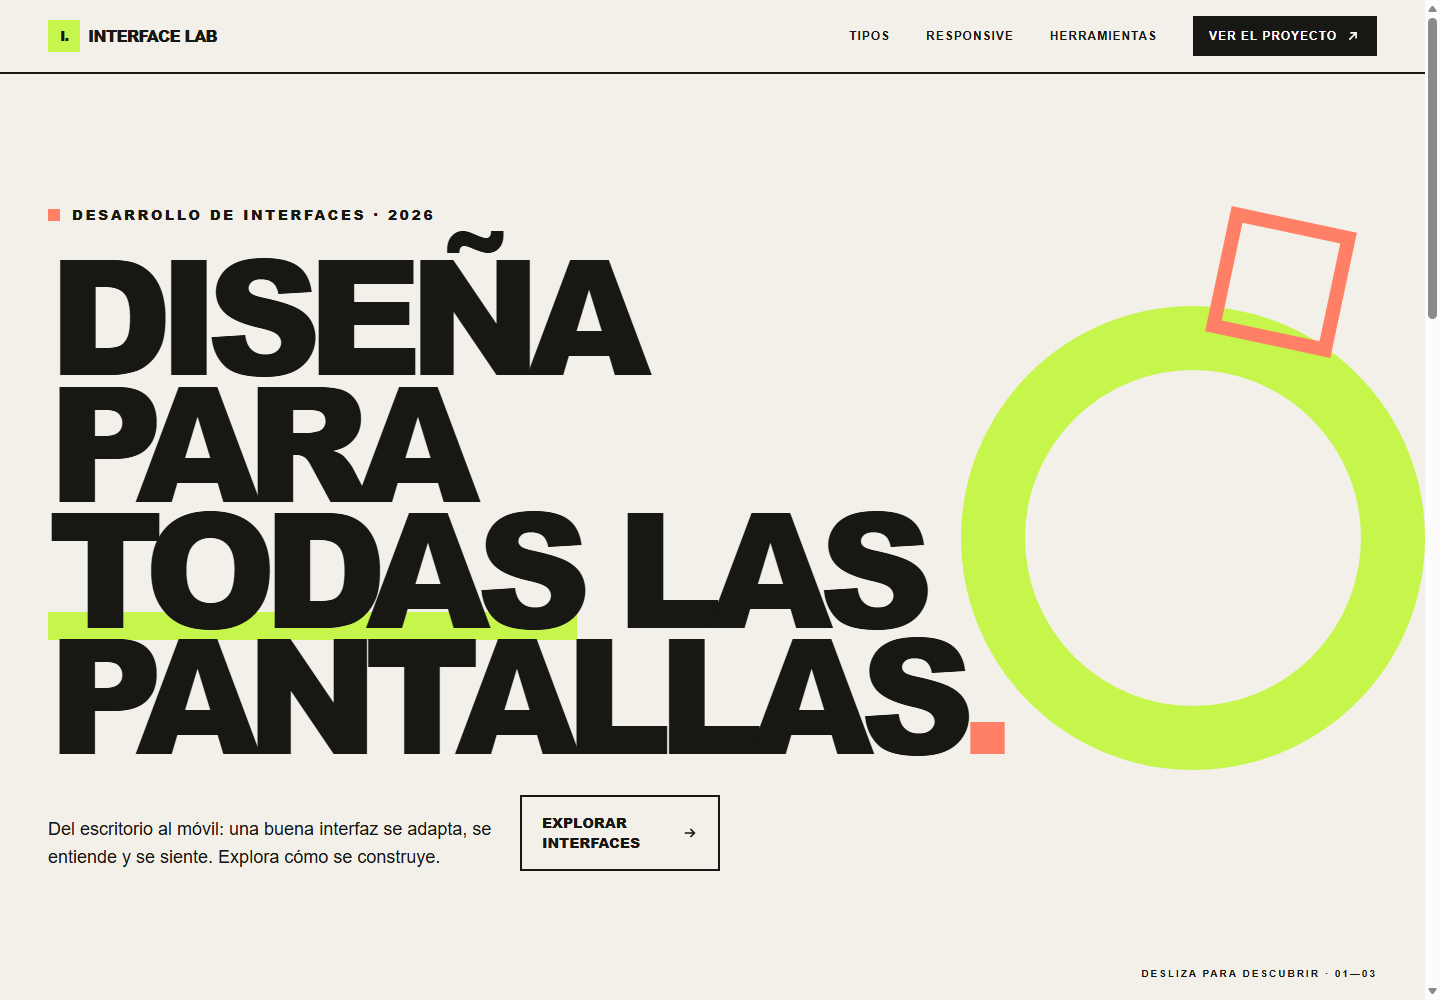 I. INTERFACE LAB
TIPOS RESPONSIVE HERRAMIENTAS VER EL PROYECTO
DESARROLLO DE INTERFACES · 2026
DISEÑA
PARA
TODAS LAS
PANTALLAS.
Del escritorio al móvil: una buena interfaz se adapta, se
entiende y se siente. Explora cómo se construye.
EXPLORAR
INTERFACES
DESLIZA PARA DESCUBRIR · 01—03